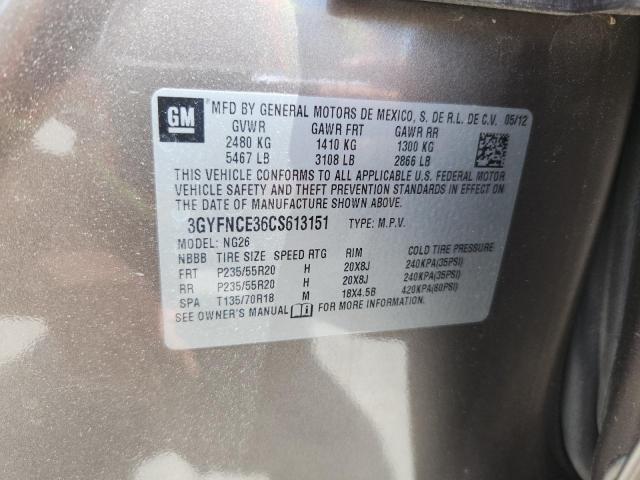 GM MFD BY GENERAL MOTORS DE MEXICO, S. DE R.L. DE C.V. 05/12
GVWR GAWR FRT GAWR RR
2480 KG 1410 KG 1300 KG
5467 LB 3108 LB 2866 LB
THIS VEHICLE CONFORMS TO ALL APPLICABLE U.S. FEDERAL MOTOR
VEHICLE SAFETY AND THEFT PREVENTION STANDARDS IN EFFECT ON
THE DATE OF MANUFACTURE SHOWN ABOVE.
3GYFNCE36CS613151 TYPE: M.P.V.
MODEL: NG26
NBBB TIRE SIZE SPEED RTG RIM COLD TIRE PRESSURE
FRT P235/55R20 H 20X8J 240KPA(35PSI)
RR P235/55R20 H 20X8J 240KPA(35PSI)
SPA T135/70R18 M 18X4.5B 420KPA(60PSI)
SEE OWNER'S MANUAL FOR MORE INFORMATION.